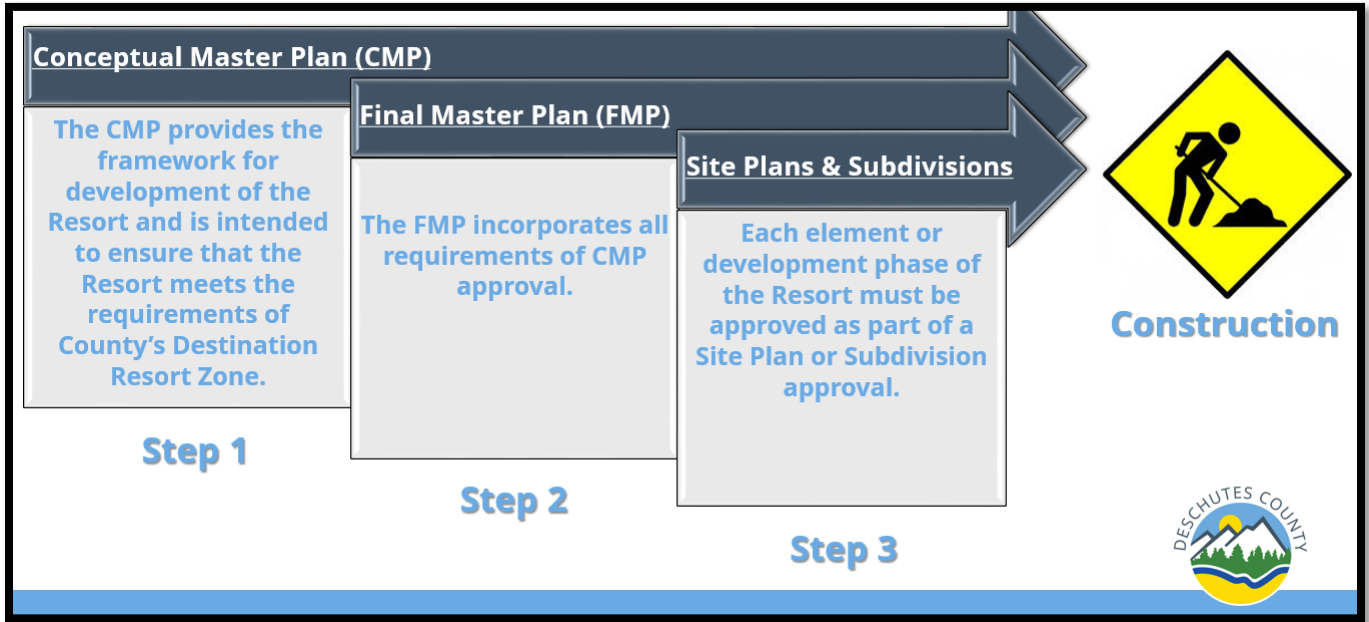 Conceptual Master Plan (CMP)
The CMP provides the
framework for
development of the
Resort and is intended
to ensure that the
Resort meets the
requirements of
County’s Destination
Resort Zone.
Step 1
Final Master Plan (FMP)
The FMP incorporates all
requirements of CMP
approval.
Step 2
Site Plans & Subdivisions
Each element or
development phase of
the Resort must be
approved as part of a
Site Plan or Subdivision
approval.
Step 3
Construction
DESCHUTES COUNTY